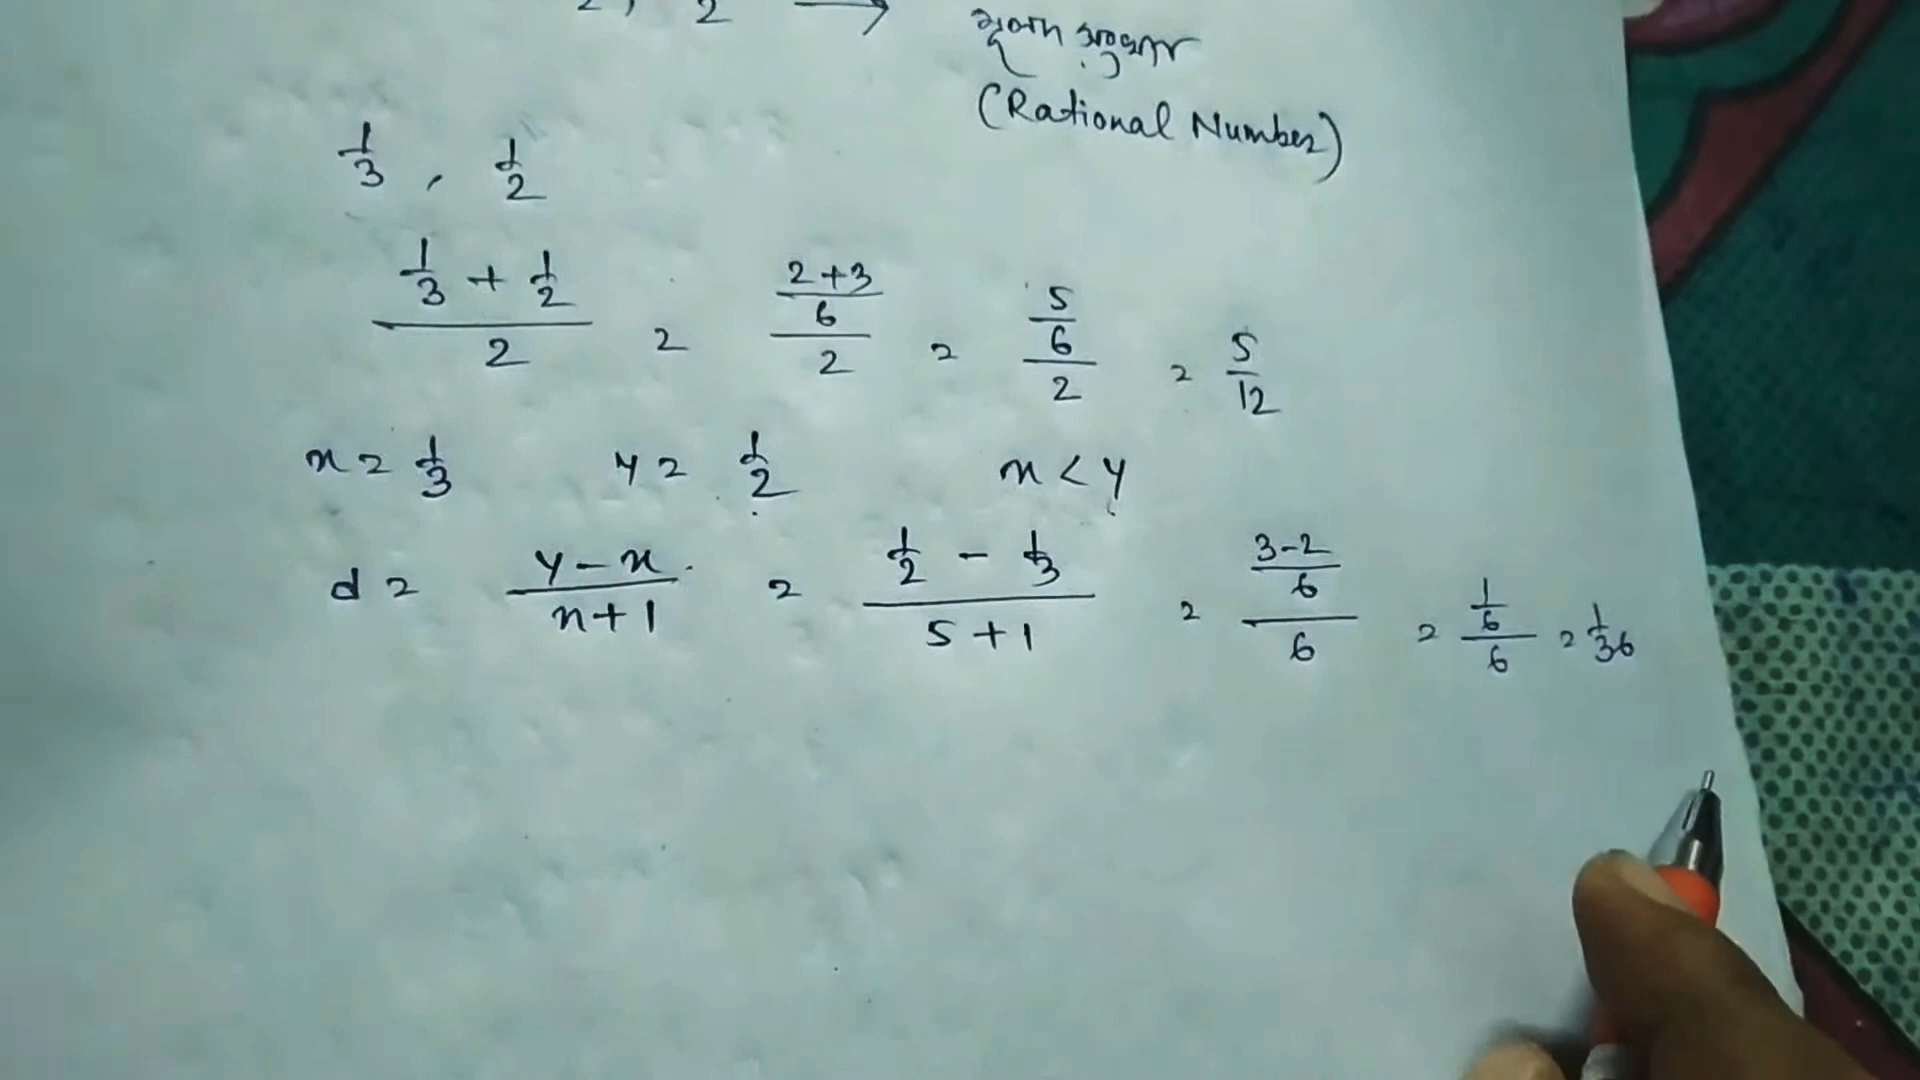 2, 2 →
(Rational Number)
1/3 , 1/2
(1/3 + 1/2)/2 = ((2+3)/6)/2 = (5/6)/2 = 5/12
x = 1/3 y = 1/2 x < y
d = (y-x)/(n+1) = (1/2 - 1/3)/(5+1) = ((3-2)/6)/6 = (1/6)/6 = 1/36